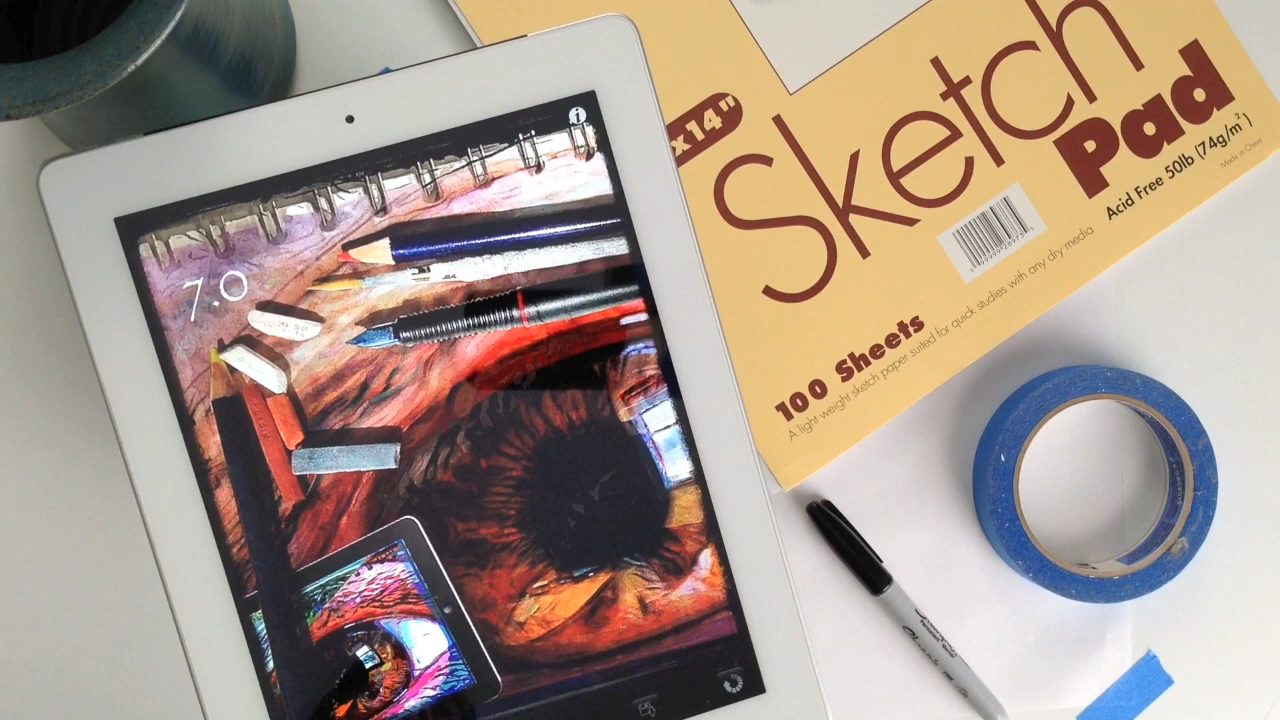 7.0
x14"
Sketch
Pad
Acid Free 50lb (74g/m²)
Made in China
100 Sheets
A light weight sketch paper suited for quick studies with any dry media
Sharpie